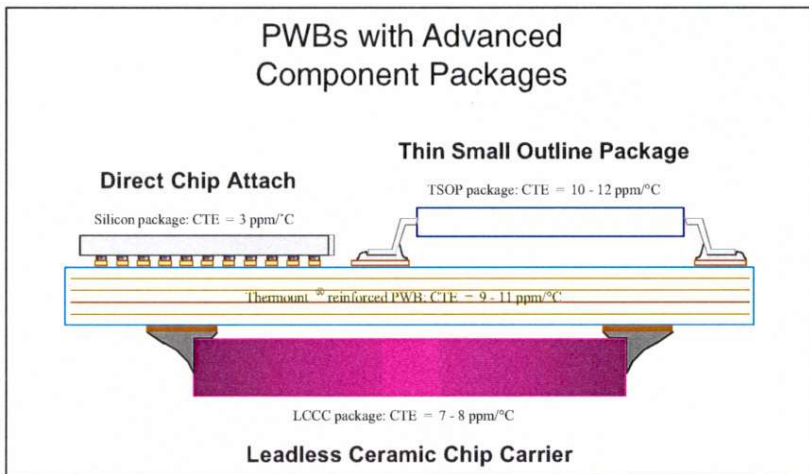 PWBs with Advanced
Component Packages
Thin Small Outline Package
Direct Chip Attach
TSOP package: CTE = 10 - 12 ppm/°C
Silicon package: CTE = 3 ppm/°C
Thermount ® reinforced PWB: CTE = 9 - 11 ppm/°C
LCCC package: CTE = 7 - 8 ppm/°C
Leadless Ceramic Chip Carrier